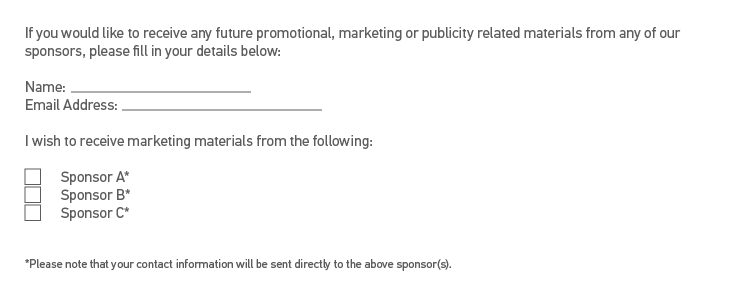 If you would like to receive any future promotional, marketing or publicity related materials from any of our
sponsors, please fill in your details below:
Name:
Email Address:
I wish to receive marketing materials from the following:
Sponsor A*
Sponsor B*
Sponsor C*
*Please note that your contact information will be sent directly to the above sponsor(s).